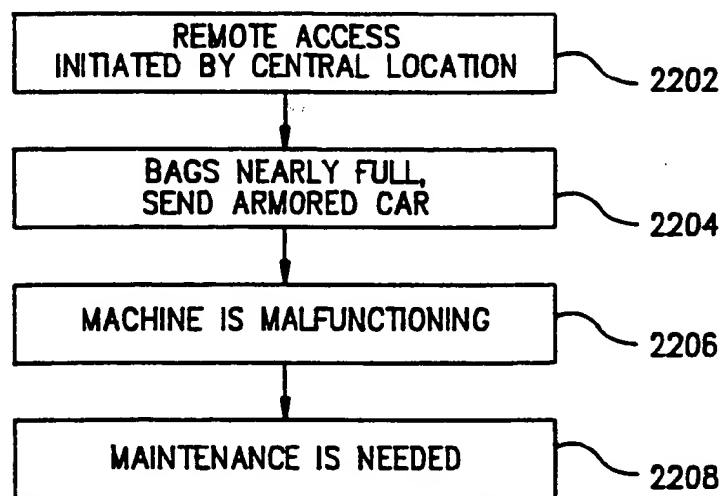 REMOTE ACCESS
INITIATED BY CENTRAL LOCATION
2202
BAGS NEARLY FULL,
SEND ARMORED CAR
2204
MACHINE IS MALFUNCTIONING
2206
MAINTENANCE IS NEEDED
2208